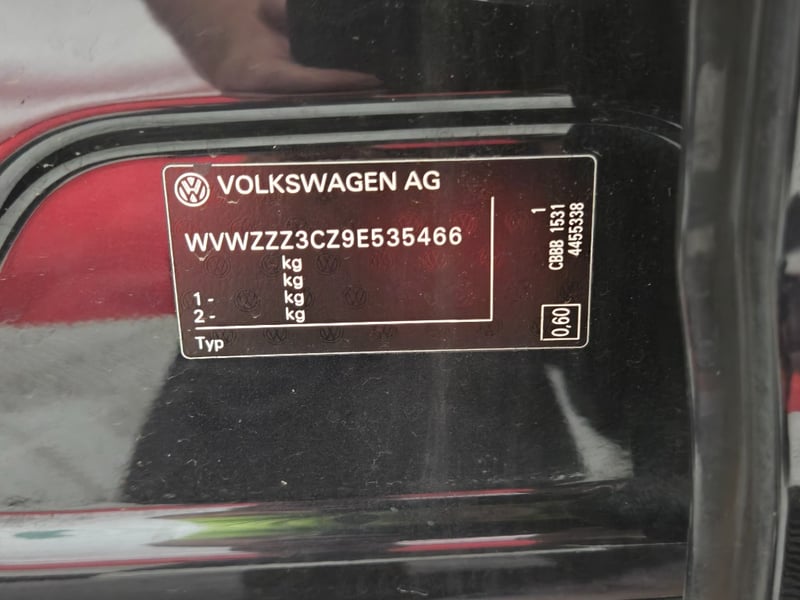 VOLKSWAGEN AG
WVWZZZ3CZ9E535466
kg
kg
1 - kg
2 - kg
Typ
1
CBBB 1531
4455338
0,60